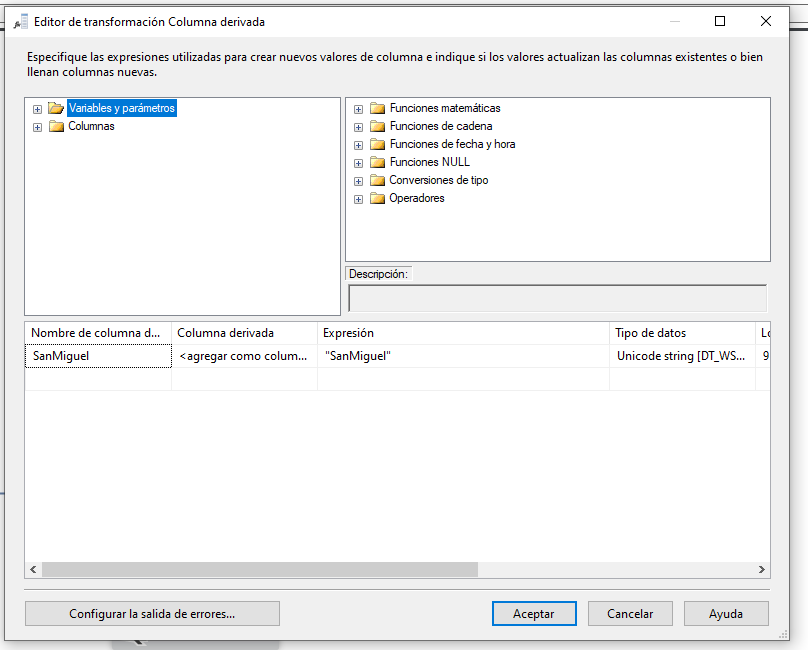 Editor de transformación Columna derivada
Especifique las expresiones utilizadas para crear nuevos valores de columna e indique si los valores actualizan las columnas existentes o bien
llenan columnas nuevas.
Variables y parámetros
Columnas
Funciones matemáticas
Funciones de cadena
Funciones de fecha y hora
Funciones NULL
Conversiones de tipo
Operadores
Descripción:
Nombre de columna d... Columna derivada Expresión Tipo de datos Lo
SanMiguel <agregar como colum... "SanMiguel" Unicode string [DT_WS... 9
Configurar la salida de errores... Aceptar Cancelar Ayuda